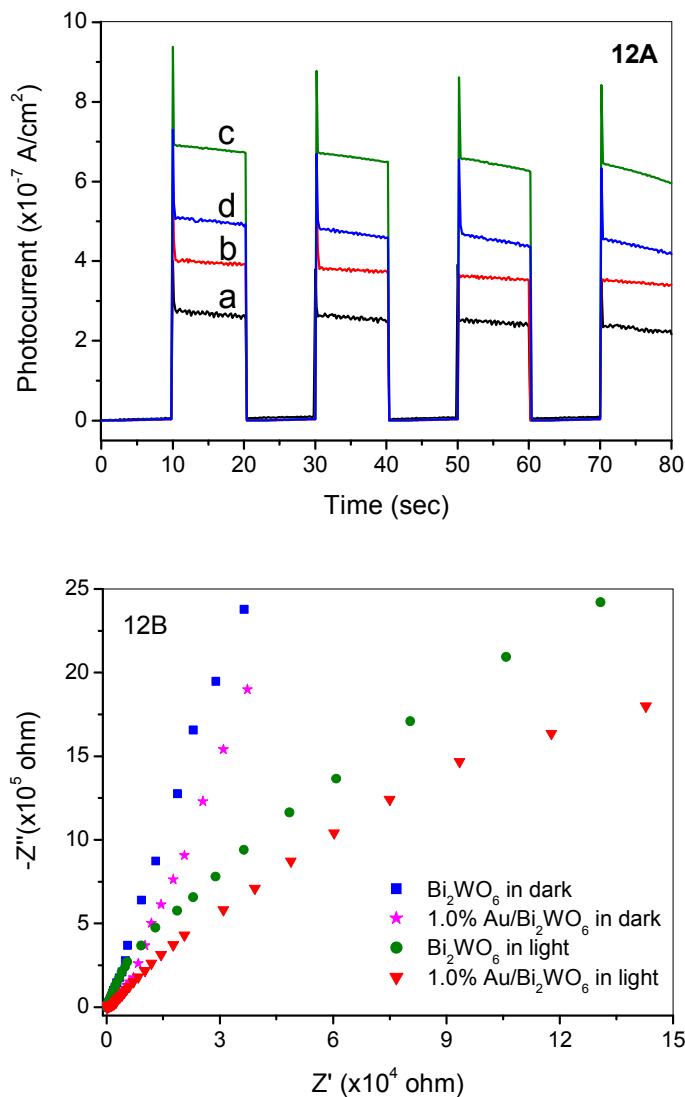 12A
Photocurrent (x10⁻⁷ A/cm²)
10
8
6
4
2
0
c
d
b
a
0 10 20 30 40 50 60 70 80
Time (sec)
12B
-Z''(x10⁵ ohm)
25
20
15
10
5
0
Bi₂WO₆ in dark
1.0% Au/Bi₂WO₆ in dark
Bi₂WO₆ in light
1.0% Au/Bi₂WO₆ in light
0 3 6 9 12 15
Z' (x10⁴ ohm)